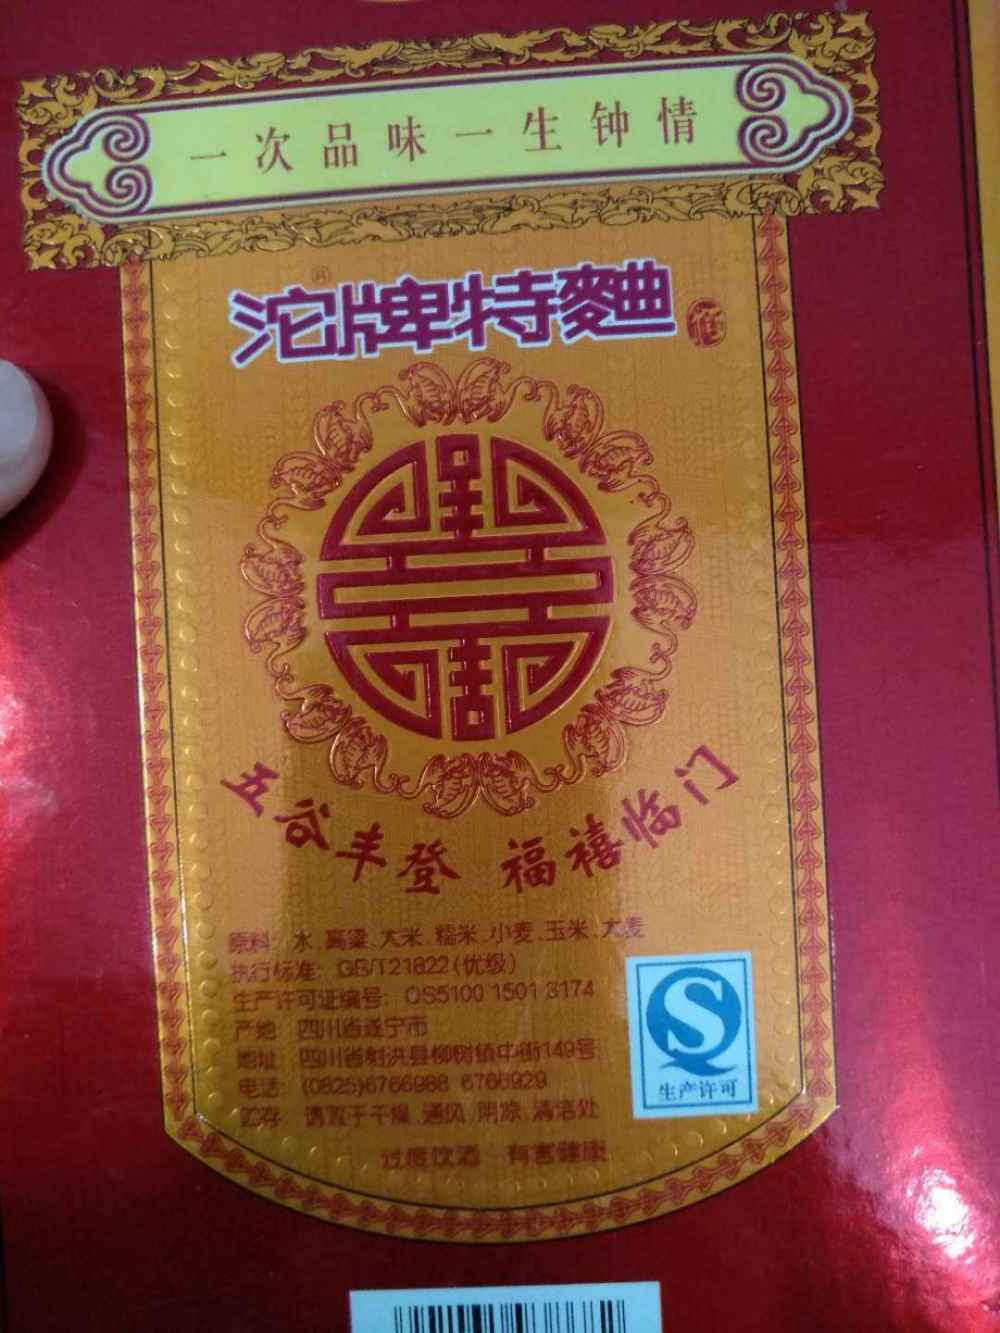 一次品味一生钟情
沱牌特麯
®
五谷丰登 福禧临门
原料：水、高粱、大米、糯米、小麦、玉米、大麦
执行标准：GB/T21822(优级)
生产许可证编号：QS5100 1501 3174
产地：四川省遂宁市
地址：四川省射洪县柳树镇中街149号
电话：(0825)6766988 6766929
贮存：请置于干燥、通风、阴凉、清洁处
过度饮酒 有害健康
生产许可